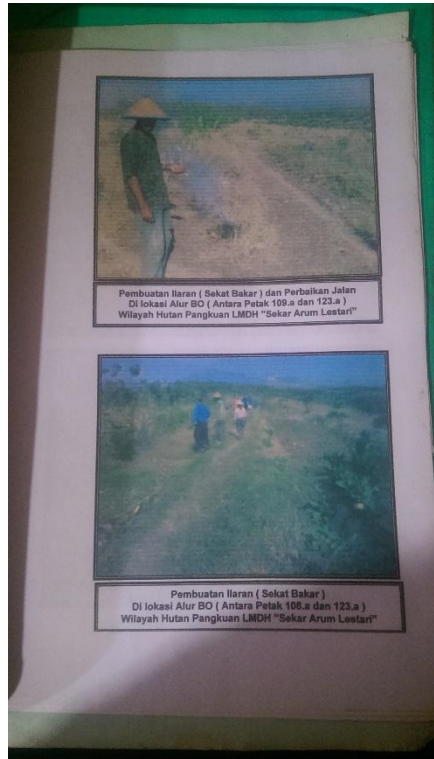 Pembuatan Ilaran ( Sekat Bakar ) dan Perbaikan Jalan
Di lokasi Alur BO ( Antara Petak 109.a dan 123.a )
Wilayah Hutan Pangkuan LMDH "Sekar Arum Lestari"
Pembuatan Ilaran ( Sekat Bakar )
Di lokasi Alur BO ( Antara Petak 108.a dan 123.a )
Wilayah Hutan Pangkuan LMDH "Sekar Arum Lestari"